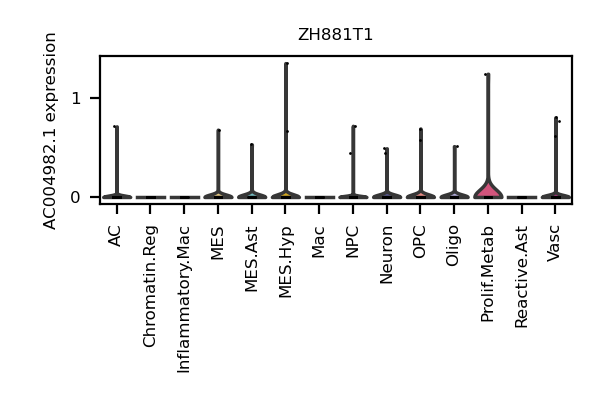 ZH881T1
AC004982.1 expression
1
0
AC
Chromatin.Reg
Inflammatory.Mac
MES
MES.Ast
MES.Hyp
Mac
NPC
Neuron
OPC
Oligo
Prolif.Metab
Reactive.Ast
Vasc